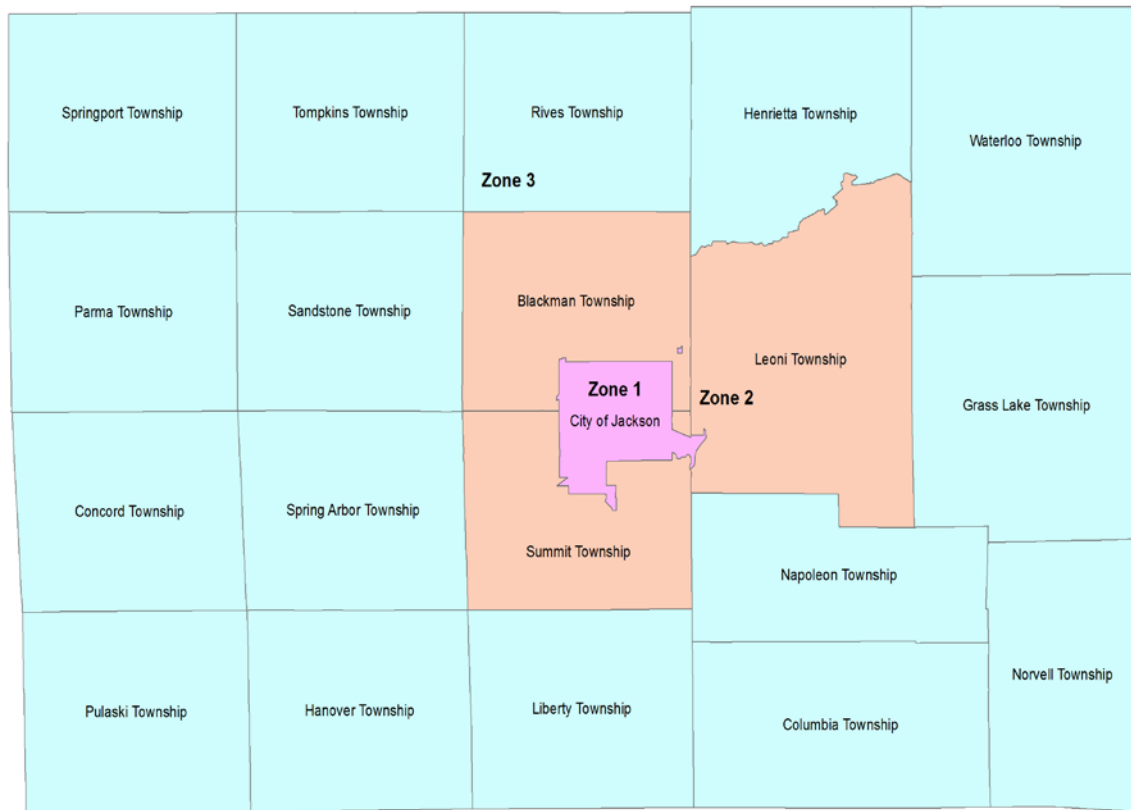 Springport Township
Tompkins Township
Rives Township
Henrietta Township
Waterloo Township
Zone 3
Parma Township
Sandstone Township
Blackman Township
Leoni Township
Zone 1
Zone 2
City of Jackson
Grass Lake Township
Concord Township
Spring Arbor Township
Summit Township
Napoleon Township
Norvell Township
Pulaski Township
Hanover Township
Liberty Township
Columbia Township